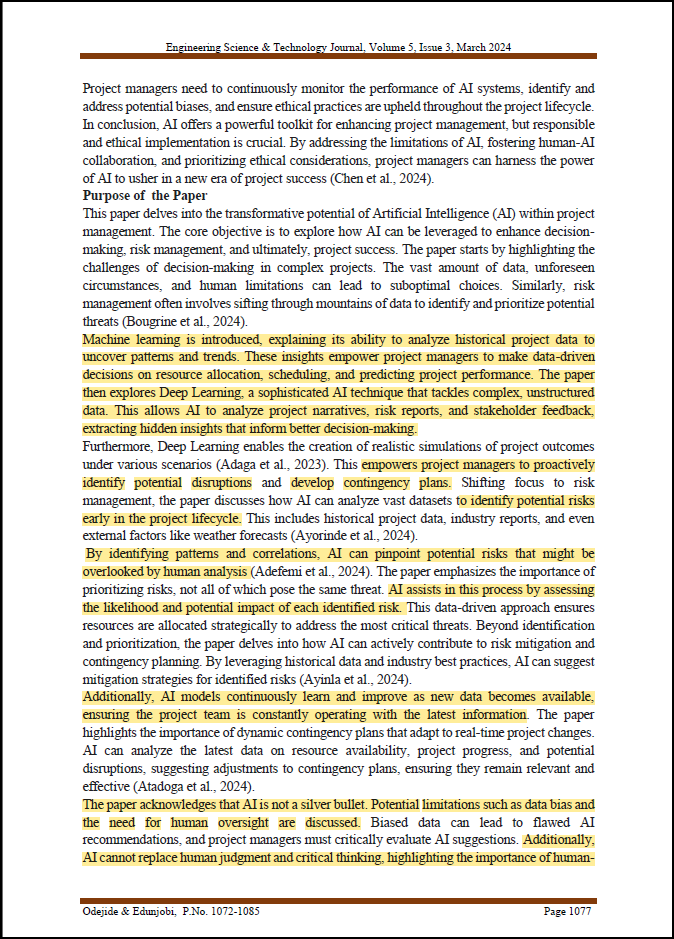 Engineering Science & Technology Journal, Volume 5, Issue 3, March 2024
Project managers need to continuously monitor the performance of AI systems, identify and
address potential biases, and ensure ethical practices are upheld throughout the project lifecycle.
In conclusion, AI offers a powerful toolkit for enhancing project management, but responsible
and ethical implementation is crucial. By addressing the limitations of AI, fostering human-AI
collaboration, and prioritizing ethical considerations, project managers can harness the power
of AI to usher in a new era of project success (Chen et al., 2024).
Purpose of the Paper
This paper delves into the transformative potential of Artificial Intelligence (AI) within project
management. The core objective is to explore how AI can be leveraged to enhance decision-
making, risk management, and ultimately, project success. The paper starts by highlighting the
challenges of decision-making in complex projects. The vast amount of data, unforeseen
circumstances, and human limitations can lead to suboptimal choices. Similarly, risk
management often involves sifting through mountains of data to identify and prioritize potential
threats (Bougrine et al., 2024).
Machine learning is introduced, explaining its ability to analyze historical project data to
uncover patterns and trends. These insights empower project managers to make data-driven
decisions on resource allocation, scheduling, and predicting project performance. The paper
then explores Deep Learning, a sophisticated AI technique that tackles complex, unstructured
data. This allows AI to analyze project narratives, risk reports, and stakeholder feedback,
extracting hidden insights that inform better decision-making.
Furthermore, Deep Learning enables the creation of realistic simulations of project outcomes
under various scenarios (Adaga et al., 2023). This empowers project managers to proactively
identify potential disruptions and develop contingency plans. Shifting focus to risk
management, the paper discusses how AI can analyze vast datasets to identify potential risks
early in the project lifecycle. This includes historical project data, industry reports, and even
external factors like weather forecasts (Ayorinde et al., 2024).
By identifying patterns and correlations, AI can pinpoint potential risks that might be
overlooked by human analysis (Adefemi et al., 2024). The paper emphasizes the importance of
prioritizing risks, not all of which pose the same threat. AI assists in this process by assessing
the likelihood and potential impact of each identified risk. This data-driven approach ensures
resources are allocated strategically to address the most critical threats. Beyond identification
and prioritization, the paper delves into how AI can actively contribute to risk mitigation and
contingency planning. By leveraging historical data and industry best practices, AI can suggest
mitigation strategies for identified risks (Ayinla et al., 2024).
Additionally, AI models continuously learn and improve as new data becomes available,
ensuring the project team is constantly operating with the latest information. The paper
highlights the importance of dynamic contingency plans that adapt to real-time project changes.
AI can analyze the latest data on resource availability, project progress, and potential
disruptions, suggesting adjustments to contingency plans, ensuring they remain relevant and
effective (Atadoga et al., 2024).
The paper acknowledges that AI is not a silver bullet. Potential limitations such as data bias and
the need for human oversight are discussed. Biased data can lead to flawed AI
recommendations, and project managers must critically evaluate AI suggestions. Additionally,
AI cannot replace human judgment and critical thinking, highlighting the importance of human-
Odejide & Edunjobi, P.No. 1072-1085 Page 1077